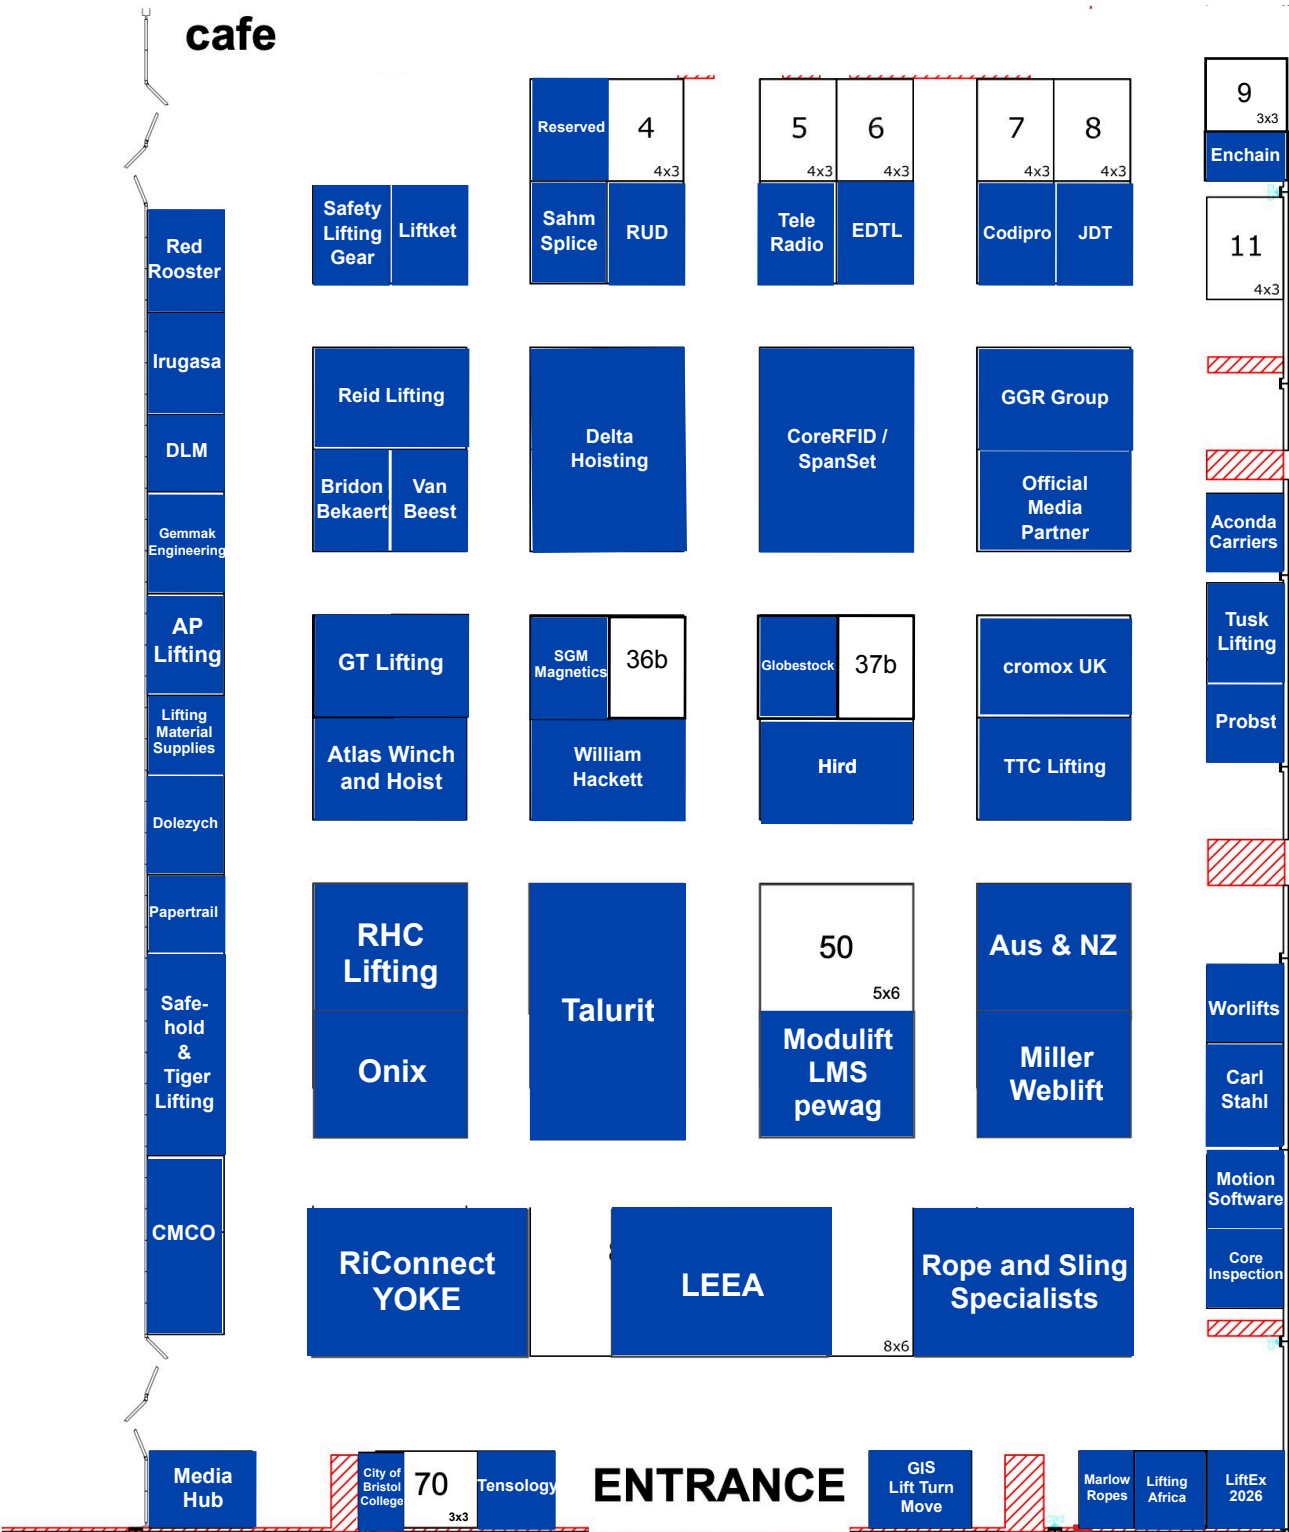 cafe
Reserved
4
4x3
5
4x3
6
4x3
7
4x3
8
4x3
9
3x3
Enchain
Safety
Lifting
Gear
Liftket
Sahm
Splice
RUD
Tele
Radio
EDTL
Codipro
JDT
11
4x3
Red
Rooster
Irugasa
DLM
Gemmak
Engineering
AP
Lifting
Lifting
Material
Supplies
Dolezych
Papertrail
Safe-
hold
&
Tiger
Lifting
CMCO
Reid Lifting
Bridon
Bekaert
Van
Beest
Delta
Hoisting
CoreRFID /
SpanSet
GGR Group
Official
Media
Partner
Aconda
Carriers
Tusk
Lifting
Probst
GT Lifting
Atlas Winch
and Hoist
SGM
Magnetics
36b
William
Hackett
Globestock
37b
Hird
cromox UK
TTC Lifting
RHC
Lifting
Onix
Talurit
50
5x6
Modulift
LMS
pewag
Aus & NZ
Miller
Weblift
Worlifts
Carl
Stahl
Motion
Software
Core
Inspection
RiConnect
YOKE
LEEA
8x6
Rope and Sling
Specialists
Media
Hub
City of
Bristol
College
70
3x3
Tensology
ENTRANCE
GIS
Lift Turn
Move
Marlow
Ropes
Lifting
Africa
LiftEx
2026